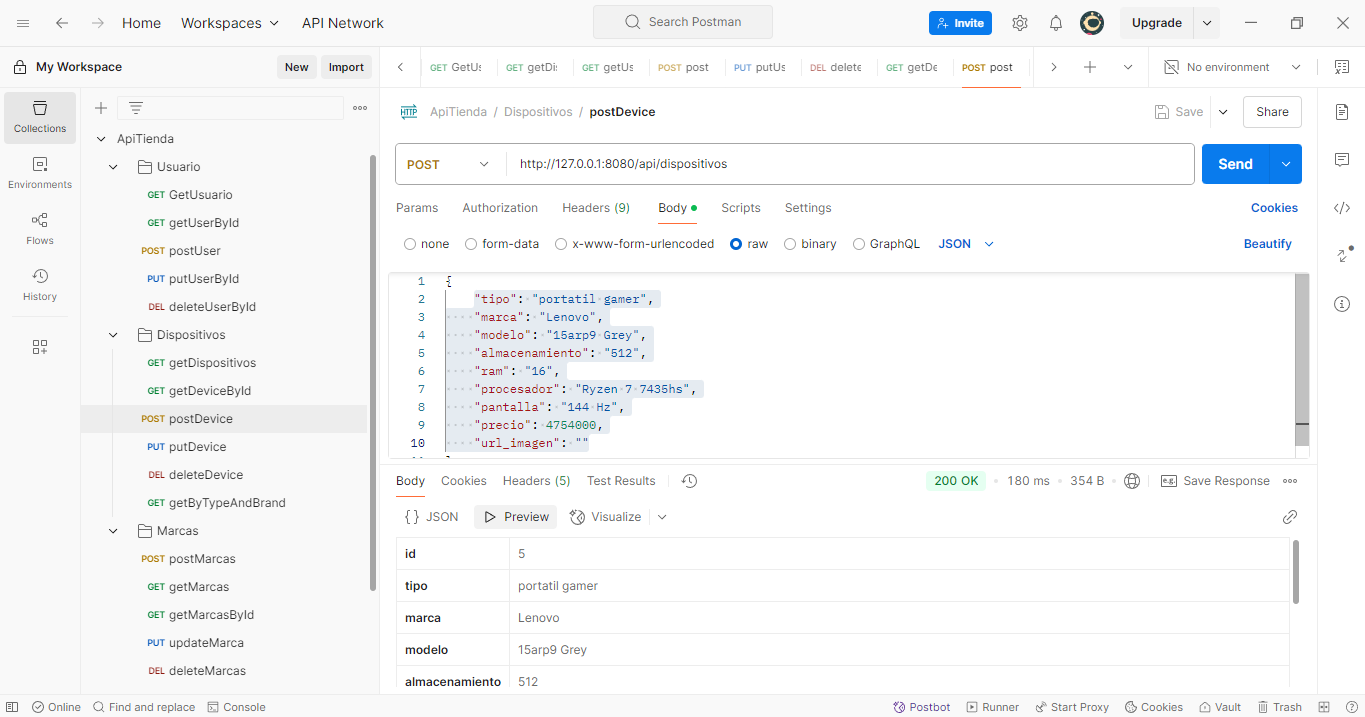 Home Workspaces API Network Search Postman Invite Upgrade
My Workspace New Import GET GetUs GET getDi: GET getUs POST post PUT putUs DEL delete GET getDe POST post No environment
Collections
Environments
Flows
History
ApiTienda
Usuario
GET GetUsuario
GET getUserById
POST postUser
PUT putUserById
DEL deleteUserById
Dispositivos
GET getDispositivos
GET getDeviceById
POST postDevice
PUT putDevice
DEL deleteDevice
GET getByTypeAndBrand
Marcas
POST postMarcas
GET getMarcas
GET getMarcasById
PUT updateMarca
DEL deleteMarcas
HTTP ApiTienda / Dispositivos / postDevice Save Share
POST http://127.0.0.1:8080/api/dispositivos Send
Params Authorization Headers (9) Body Scripts Settings Cookies
none form-data x-www-form-urlencoded raw binary GraphQL JSON Beautify
1 {
2 "tipo": "portatil gamer",
3 "marca": "Lenovo",
4 "modelo": "15arp9 Grey",
5 "almacenamiento": "512",
6 "ram": "16",
7 "procesador": "Ryzen 7 7435hs",
8 "pantalla": "144 Hz",
9 "precio": 4754000,
10 "url_imagen": ""
Body Cookies Headers (5) Test Results 200 OK 180 ms 354 B e.g. Save Response
{} JSON Preview Visualize
id 5
tipo portatil gamer
marca Lenovo
modelo 15arp9 Grey
almacenamiento 512
Online Find and replace Console Postbot Runner Start Proxy Cookies Vault Trash